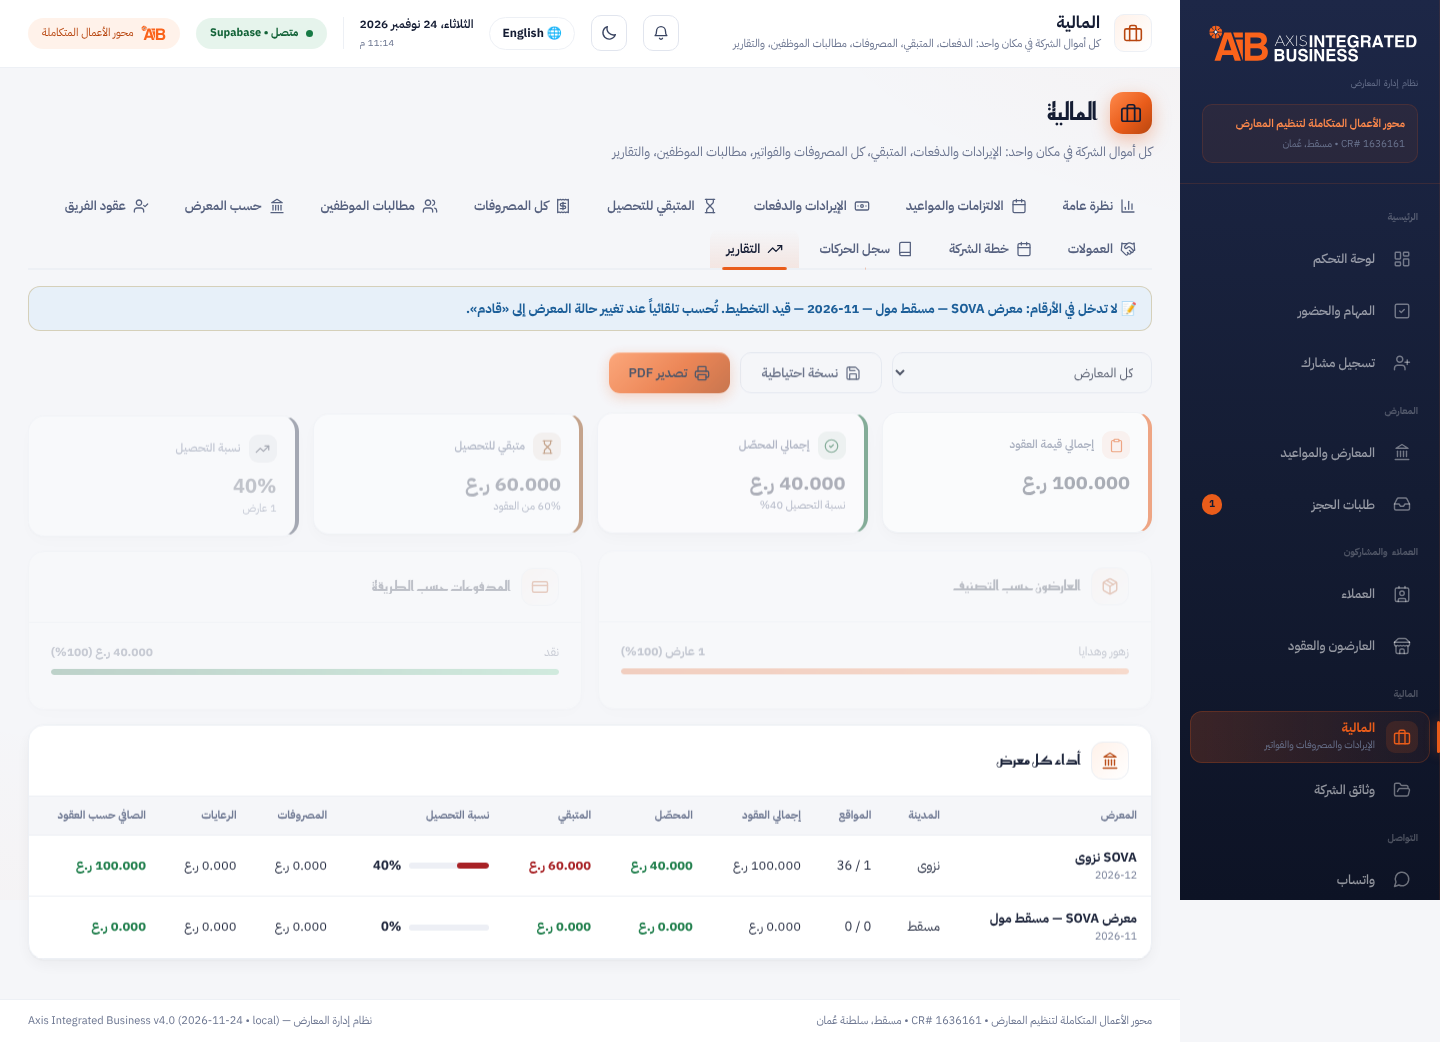 AiB AXIS INTEGRATED BUSINESS
نظام إدارة المعارض
محور الأعمال المتكاملة لتنظيم المعارض
CR# 1636161 • مسقط، عُمان
الرئيسية
لوحة التحكم
المهام والحضور
تسجيل مشارك
المعارض
المعارض والمواعيد
طلبات الحجز
1
العملاء والمشاركون
العملاء
العارضون والعقود
المالية
المالية
الإيرادات والمصروفات والفواتير
وثائق الشركة
التواصل
واتساب
المالية
كل أموال الشركة في مكان واحد: الدفعات، المتبقي، المصروفات، مطالبات الموظفين، والتقارير
English
الثلاثاء، 24 نوفمبر 2026
11:14 م
متصل • Supabase
AiB محور الأعمال المتكاملة
المالية
كل أموال الشركة في مكان واحد: الإيرادات والدفعات، المتبقي، كل المصروفات والفواتير، مطالبات الموظفين، والتقارير
نظرة عامة
الالتزامات والمواعيد
الإيرادات والدفعات
المتبقي للتحصيل
كل المصروفات
مطالبات الموظفين
حسب المعرض
عقود الفريق
العمولات
خطة الشركة
سجل الحركات
التقارير
📝 لا تدخل في الأرقام: معرض SOVA — مسقط مول — 11-2026 — قيد التخطيط. تُحسب تلقائياً عند تغيير حالة المعرض إلى «قادم».
كل المعارض
نسخة احتياطية
تصدير PDF
إجمالي قيمة العقود
100.000 ر.ع
إجمالي المحصّل
40.000 ر.ع
نسبة التحصيل 40%
متبقي للتحصيل
60.000 ر.ع
60% من العقود
نسبة التحصيل
40%
1 عارض
العارضون حسب التصنيف
زهور وهدايا
1 عارض (100%)
المدفوعات حسب الطريقة
نقد
40.000 ر.ع (100%)
أداء كل معرض
المعرض المدينة المواقع إجمالي العقود المحصّل المتبقي نسبة التحصيل المصروفات الرعايات الصافي حسب العقود
SOVA نزوى نزوى 1 / 36 100.000 ر.ع 40.000 ر.ع 60.000 ر.ع 40% 0.000 ر.ع 0.000 ر.ع 100.000 ر.ع
2026-12
معرض SOVA — مسقط مول مسقط 0 / 0 0.000 ر.ع 0.000 ر.ع 0.000 ر.ع 0% 0.000 ر.ع 0.000 ر.ع 0.000 ر.ع
2026-11
محور الأعمال المتكاملة لتنظيم المعارض • CR# 1636161 • مسقط، سلطنة عُمان
نظام إدارة المعارض — Axis Integrated Business v4.0 (2026-11-24 • local)